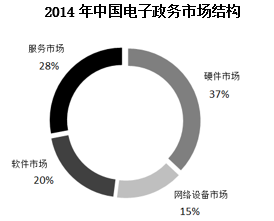 2014 年中国电子政务市场结构
服务市场
28%
硬件市场
37%
软件市场
20%
网络设备市场
15%